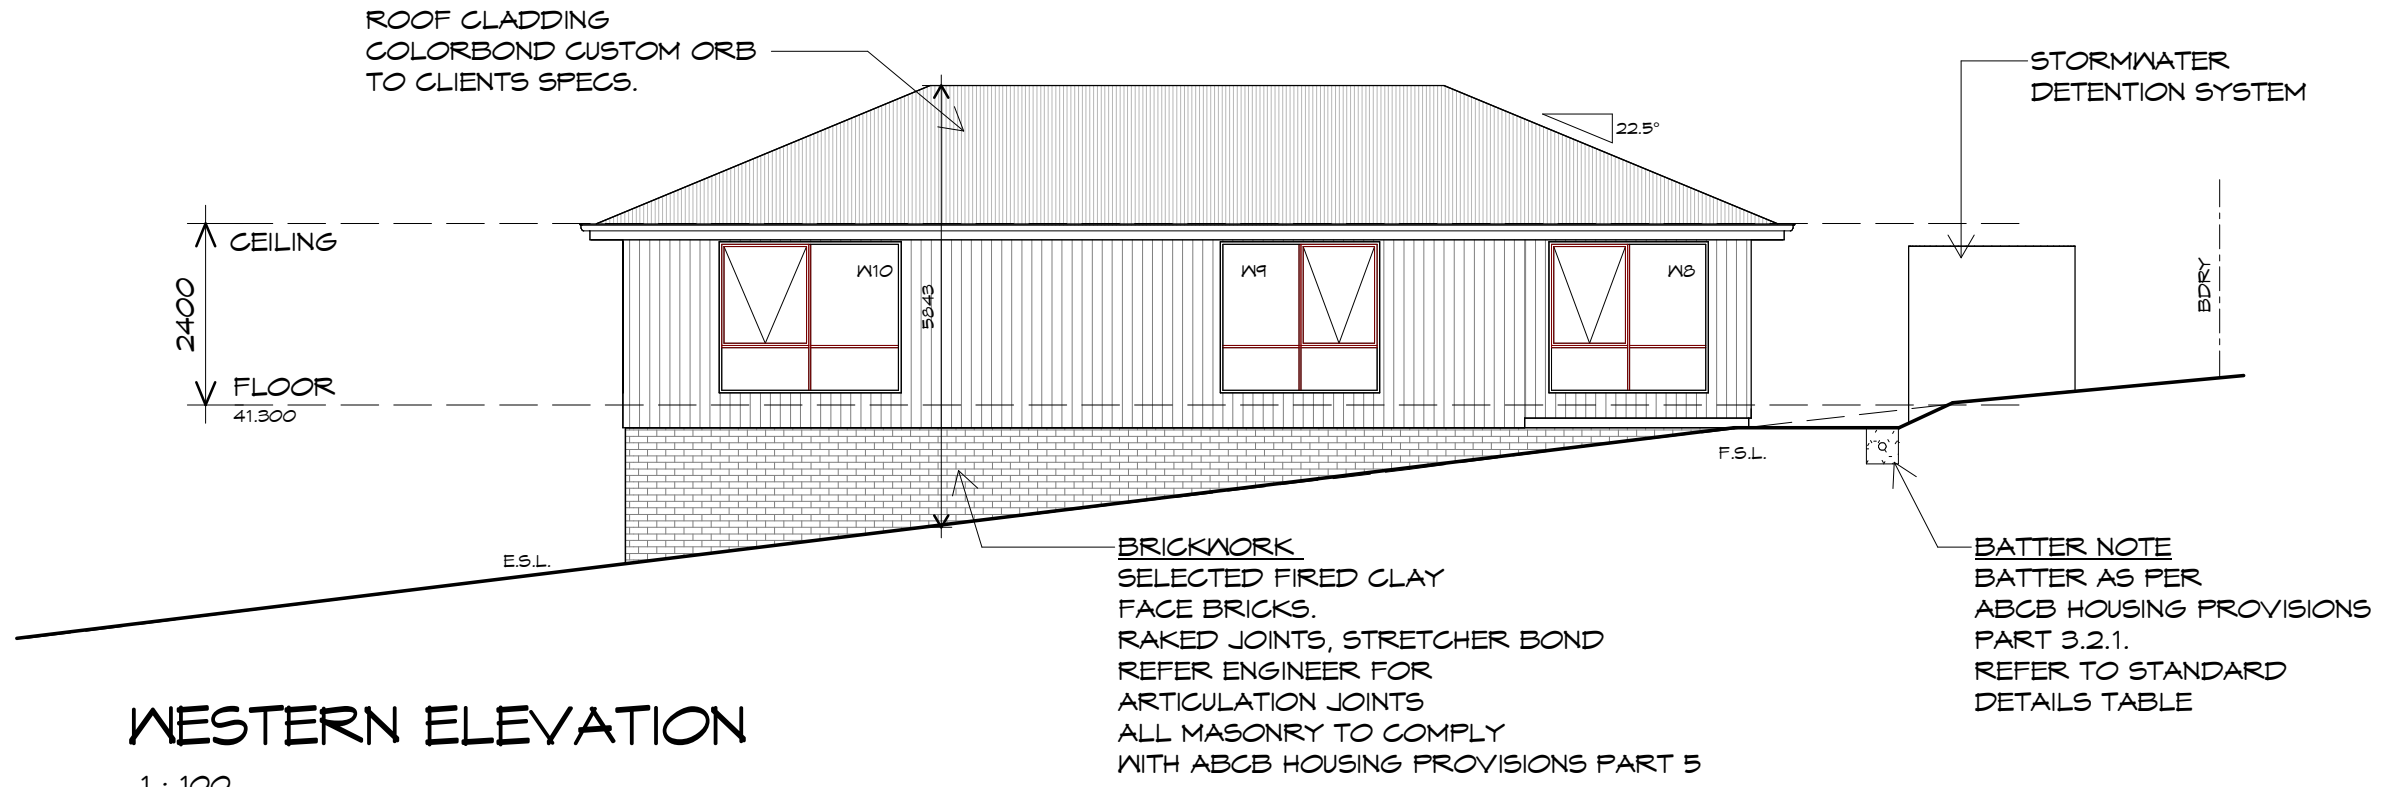 ROOF CLADDING
COLORBOND CUSTOM ORB
TO CLIENTS SPECS.
STORMWATER
DETENTION SYSTEM
22.5°
CEILING
2400
FLOOR
41.300
W10
5843
W9
W8
BDRY
F.S.L.
E.S.L.
BRICKWORK
SELECTED FIRED CLAY
FACE BRICKS.
RAKED JOINTS, STRETCHER BOND
REFER ENGINEER FOR
ARTICULATION JOINTS
ALL MASONRY TO COMPLY
WITH ABCB HOUSING PROVISIONS PART 5
BATTER NOTE
BATTER AS PER
ABCB HOUSING PROVISIONS
PART 3.2.1.
REFER TO STANDARD
DETAILS TABLE
WESTERN ELEVATION
1 : 100